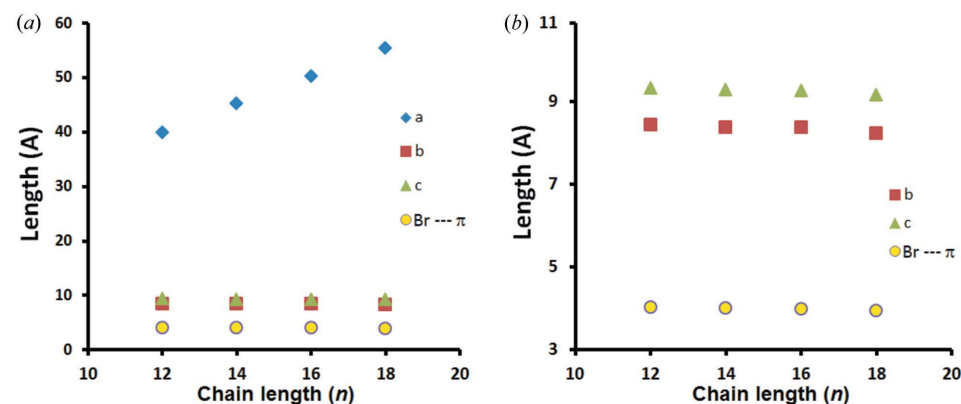 (a)
60
50
40
30
20
10
0
Length (A)
a
b
c
Br --- π
10 12 14 16 18 20
Chain length (n)
(b)
11
9
7
5
3
Length (A)
b
c
Br --- π
10 12 14 16 18 20
Chain length (n)